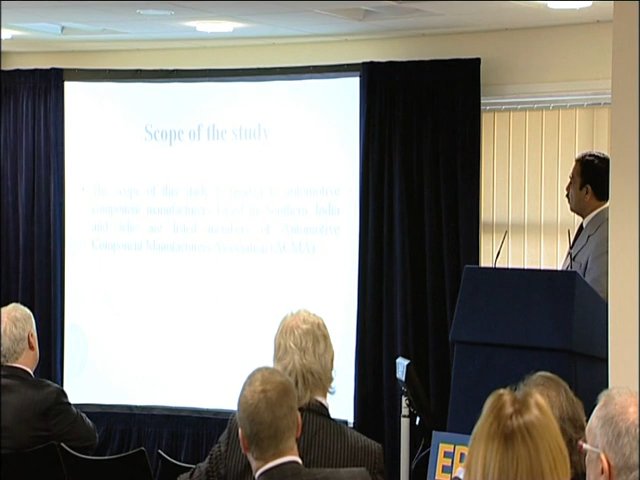 Scope of the study
• The scope of this study is limited to automotive
component manufacturers based in Southern India
and who are listed members of Automotive
Component Manufacturers Association (ACMA).